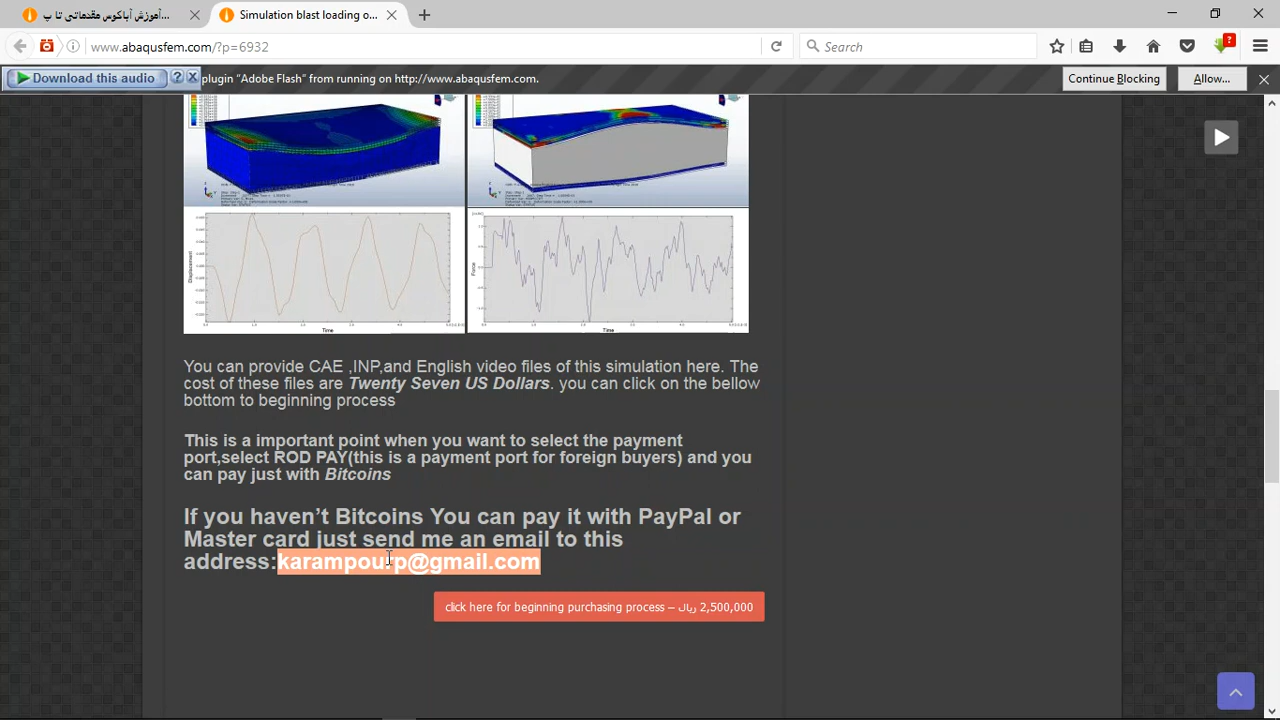 آموزش آباکوس مقدماتی تا پ...
Simulation blast loading o...
www.abaqusfem.com/?p=6932
Search
Download this audio
?
plugin “Adobe Flash” from running on http://www.abaqusfem.com.
Continue Blocking
Allow...
Displacement
Time
Force
Time
You can provide CAE ,INP,and English video files of this simulation here. The
cost of these files are Twenty Seven US Dollars. you can click on the bellow
bottom to beginning process
This is a important point when you want to select the payment
port,select ROD PAY(this is a payment port for foreign buyers) and you
can pay just with Bitcoins
If you haven’t Bitcoins You can pay it with PayPal or
Master card just send me an email to this
address:karampourp@gmail.com
click here for beginning purchasing process – ریال 2,500,000